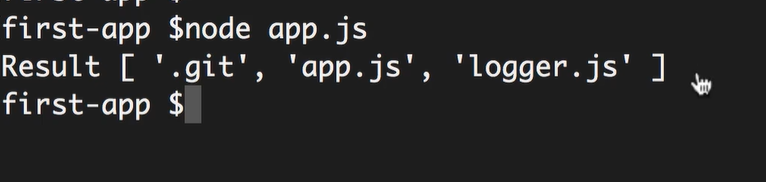 first-app $node app.js
Result [ '.git', 'app.js', 'logger.js' ]
first-app $